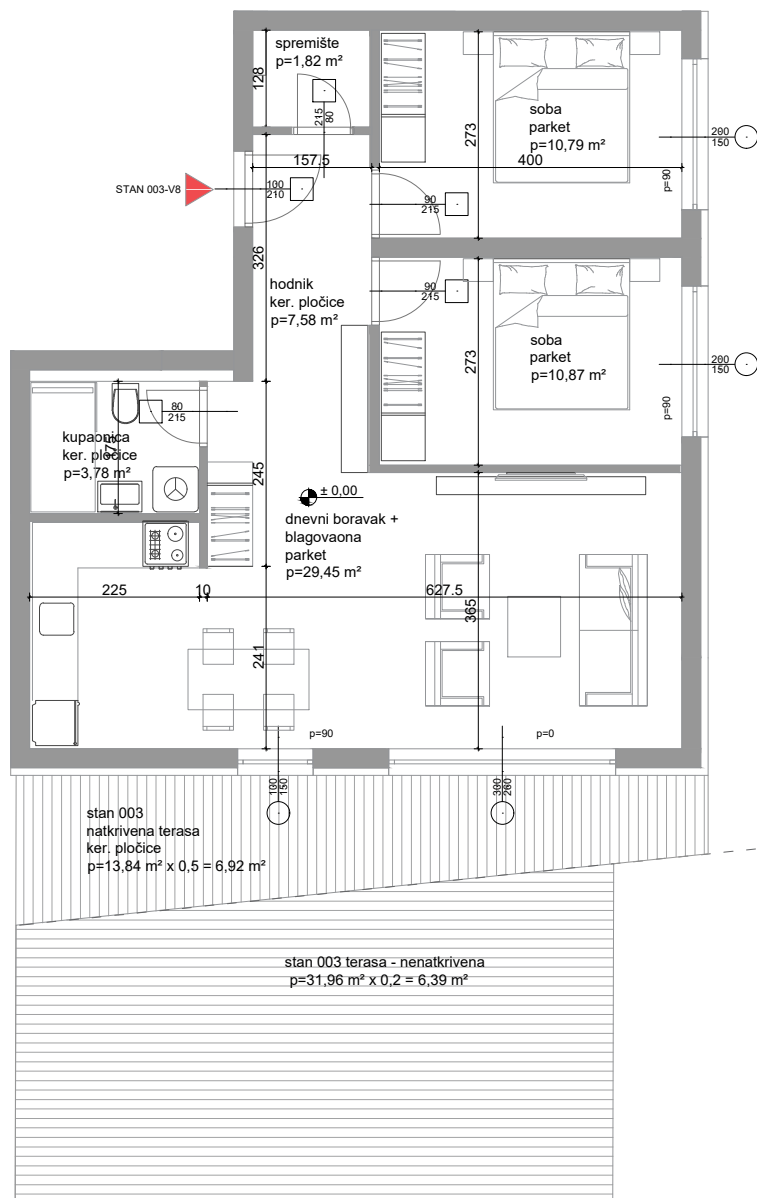 spremište
p=1,82 m²
128
215
80
soba
parket
p=10,79 m²
273
400
200
150
p=90
157.5
STAN 003-V8
100
210
90
215
326
hodnik
ker. pločice
p=7,58 m²
90
215
soba
parket
p=10,87 m²
273
200
150
p=90
80
215
kupaonica
ker. pločice
p=3,78 m²
175
245
± 0,00
dnevni boravak +
blagovaona
parket
p=29,45 m²
225
10
627.5
365
241
p=90
p=0
100
150
300
260
stan 003
natkrivena terasa
ker. pločice
p=13,84 m² x 0,5 = 6,92 m²
stan 003 terasa - nenatkrivena
p=31,96 m² x 0,2 = 6,39 m²